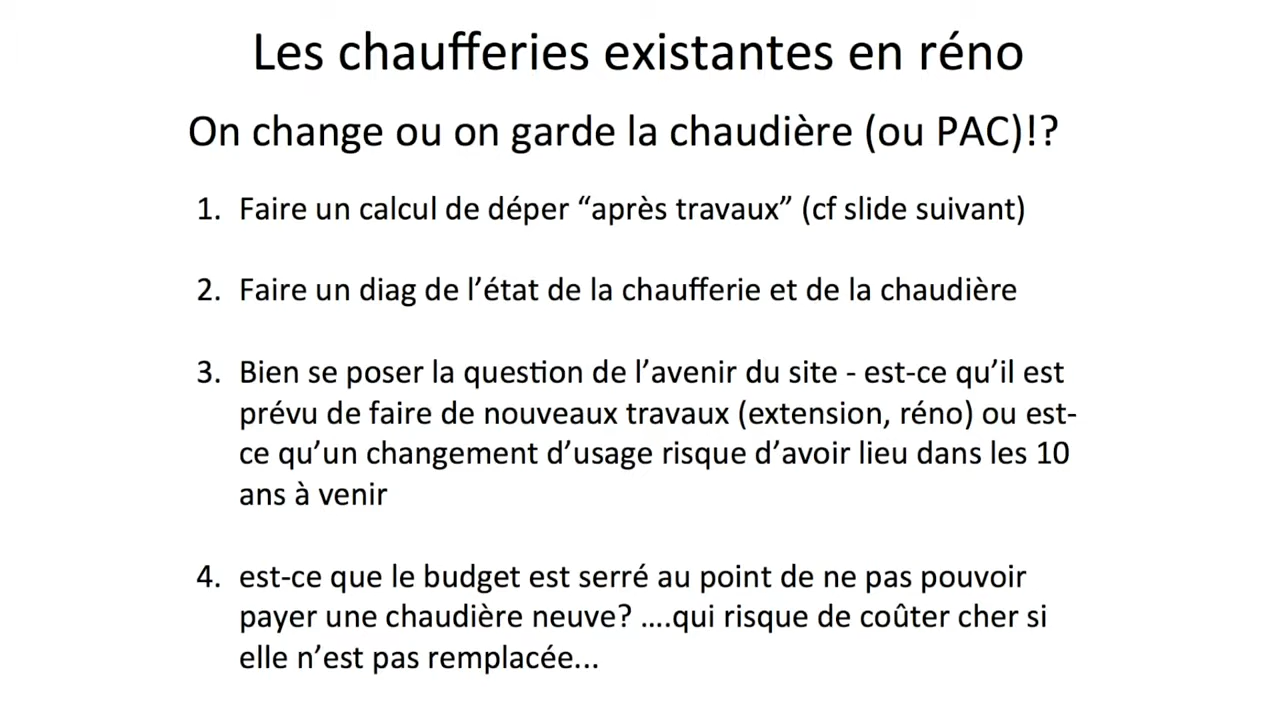 Les chaufferies existantes en réno
On change ou on garde la chaudière (ou PAC)!?
1. Faire un calcul de déper “après travaux” (cf slide suivant)
2. Faire un diag de l’état de la chaufferie et de la chaudière
3. Bien se poser la question de l’avenir du site - est-ce qu’il est
prévu de faire de nouveaux travaux (extension, réno) ou est-
ce qu’un changement d’usage risque d’avoir lieu dans les 10
ans à venir
4. est-ce que le budget est serré au point de ne pas pouvoir
payer une chaudière neuve? ....qui risque de coûter cher si
elle n’est pas remplacée...